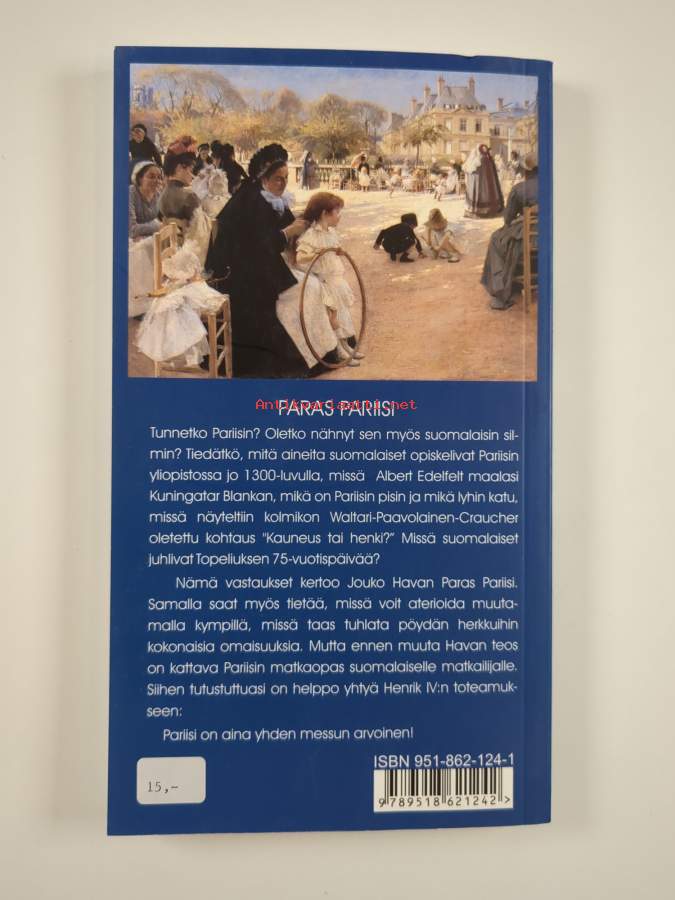 PARAS PARIISI
Antikvariaatti.net
Tunnetko Pariisin? Oletko nähnyt sen myös suomalaisin sil-
min? Tiedätkö, mitä aineita suomalaiset opiskelivat Pariisin
yliopistossa jo 1300-luvulla, missä Albert Edelfelt maalasi
Kuningatar Blankan, mikä on Pariisin pisin ja mikä lyhin katu,
missä näyteltiin kolmikon Waltari-Paavolainen-Craucher
oletettu kohtaus "Kauneus tai henki?" Missä suomalaiset
juhlivat Topeliuksen 75-vuotispäivää?
Nämä vastaukset kertoo Jouko Havan Paras Pariisi.
Samalla saat myös tietää, missä voit aterioida muuta-
malla kympillä, missä taas tuhlata pöydän herkkuihin
kokonaisia omaisuuksia. Mutta ennen muuta Havan teos
on kattava Pariisin matkaopas suomalaiselle matkailijalle.
Siihen tutustuttuasi on helppo yhtyä Henrik IV:n toteamuk-
seen:
Pariisi on aina yhden messun arvoinen!
ISBN 951-862-124-1
15,-
9 789518 621242 >